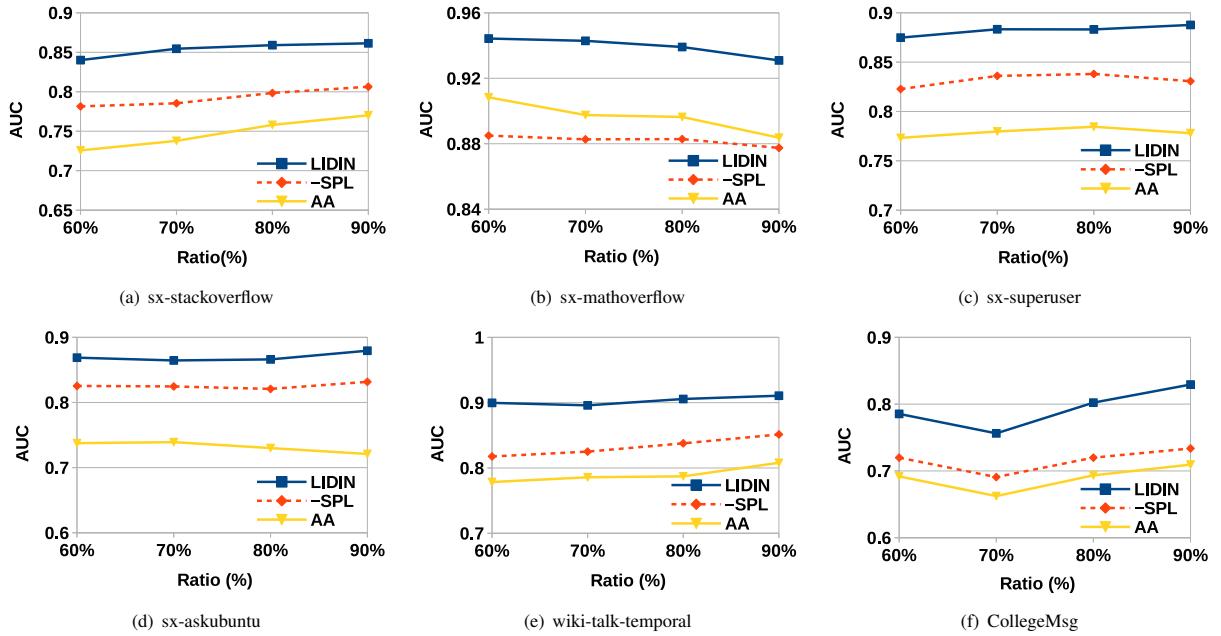 0.9
0.85
0.8
0.75
0.7
0.65
AUC
LIDIN
–SPL
AA
60% 70% 80% 90%
Ratio(%)
(a) sx-stackoverflow
0.96
0.92
0.88
0.84
AUC
LIDIN
–SPL
AA
60% 70% 80% 90%
Ratio (%)
(b) sx-mathoverflow
0.9
0.85
0.8
0.75
0.7
AUC
LIDIN
–SPL
AA
60% 70% 80% 90%
Ratio(%)
(c) sx-superuser
0.9
0.8
0.7
0.6
AUC
LIDIN
–SPL
AA
60% 70% 80% 90%
Ratio (%)
(d) sx-askubuntu
1
0.9
0.8
0.7
AUC
LIDIN
–SPL
AA
60% 70% 80% 90%
Ratio (%)
(e) wiki-talk-temporal
0.9
0.8
0.7
0.6
AUC
LIDIN
–SPL
AA
60% 70% 80% 90%
Ratio (%)
(f) CollegeMsg